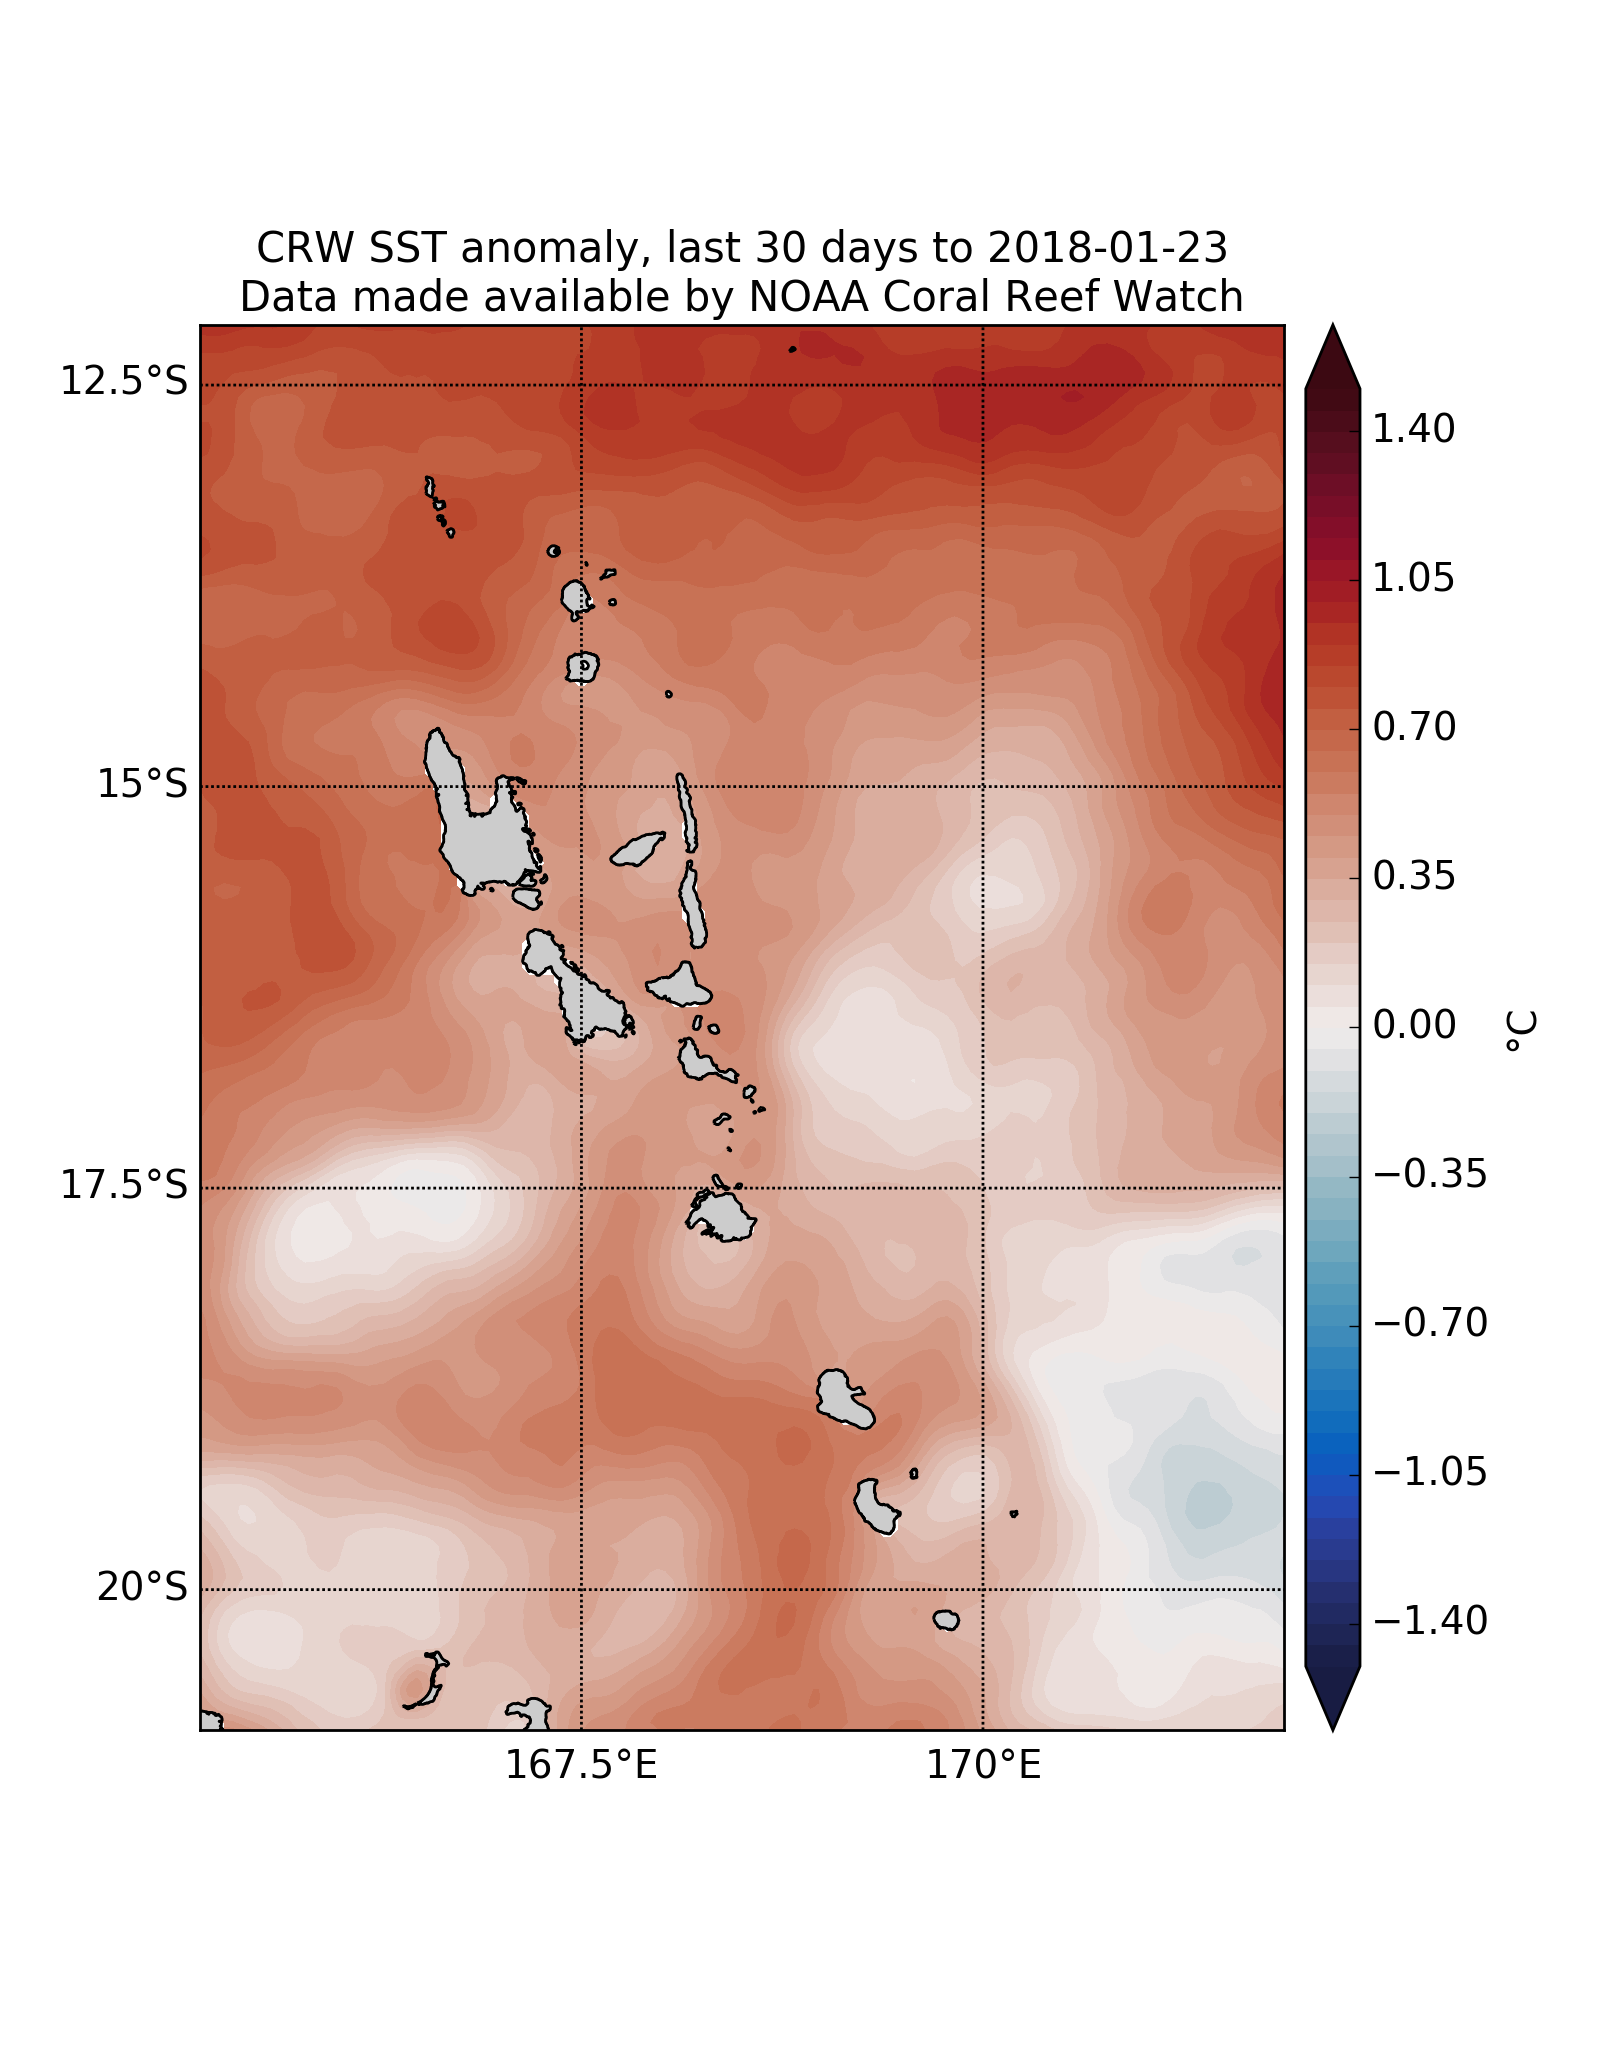 CRW SST anomaly, last 30 days to 2018-01-23
Data made available by NOAA Coral Reef Watch
12.5°S
15°S
17.5°S
20°S
167.5°E
170°E
1.40
1.05
0.70
0.35
0.00
−0.35
−0.70
−1.05
−1.40
°C